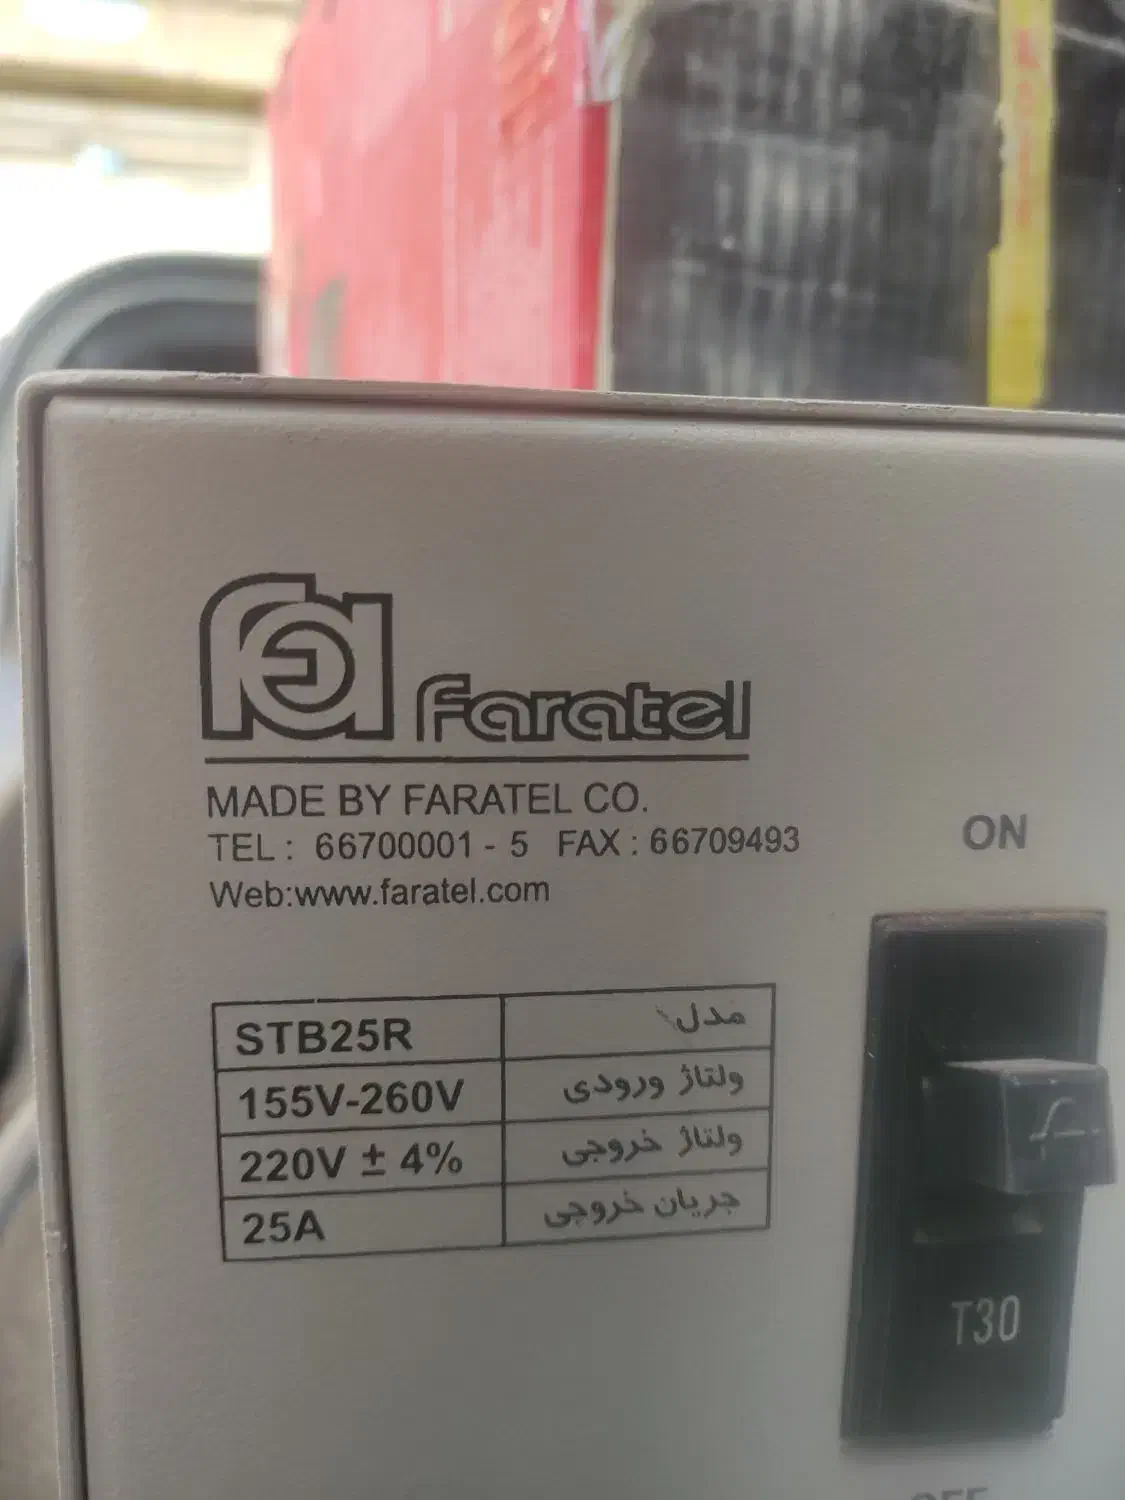 faratel
MADE BY FARATEL CO.
TEL : 66700001 - 5 FAX : 66709493
Web:www.faratel.com
ON
STB25R مدل
155V-260V ولتاژ ورودی
220V ± 4% ولتاژ خروجی
25A جریان خروجی
T30
OFF